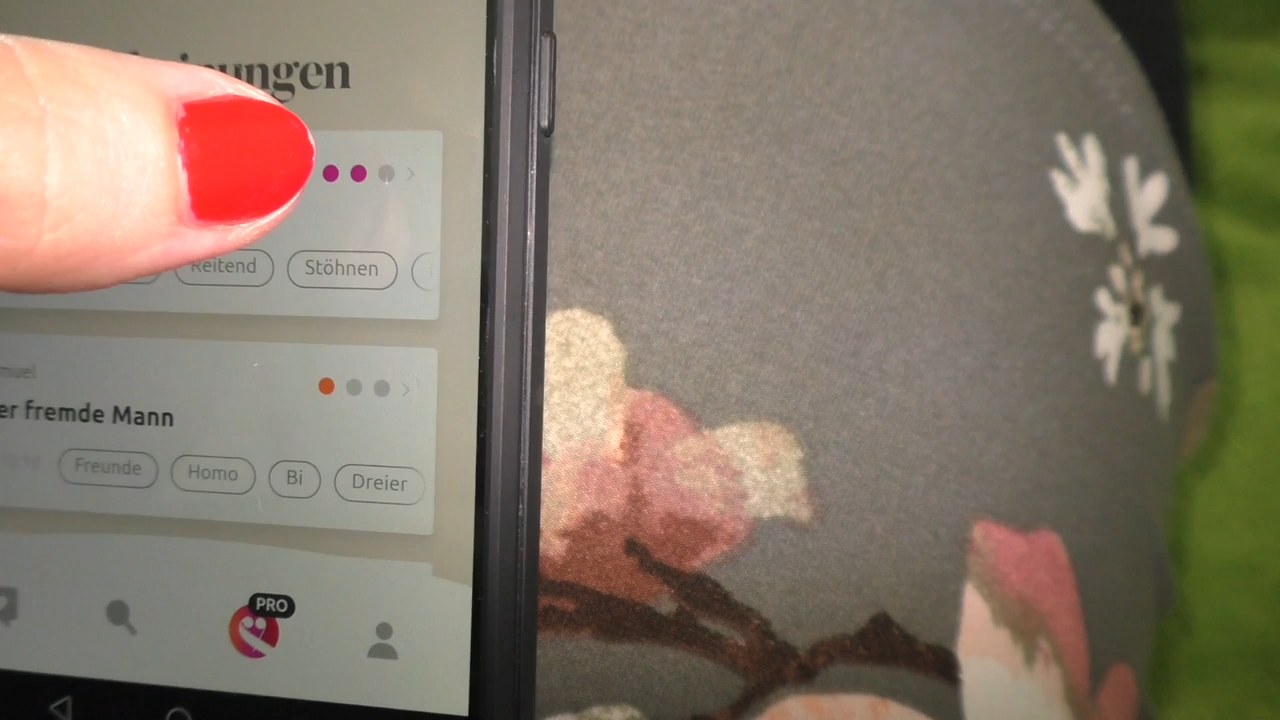 Reitend Stöhnen
er fremde Mann
Freunde Homo Bi Dreier
PRO